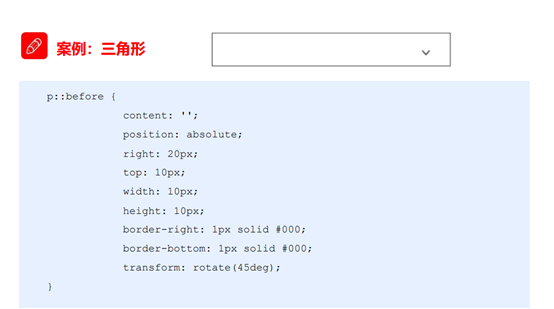 案例：三角形
p::before {
content: '';
position: absolute;
right: 20px;
top: 10px;
width: 10px;
height: 10px;
border-right: 1px solid #000;
border-bottom: 1px solid #000;
transform: rotate(45deg);
}